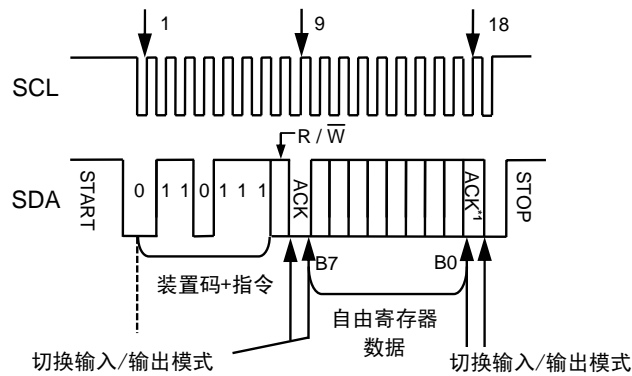 1
9
18
SCL
R / W̅
SDA
START
0 1 1 0 1 1 1
ACK
ACK*1
STOP
B7
B0
装置码+指令
自由寄存器
数据
切换输入/输出模式
切换输入/输出模式